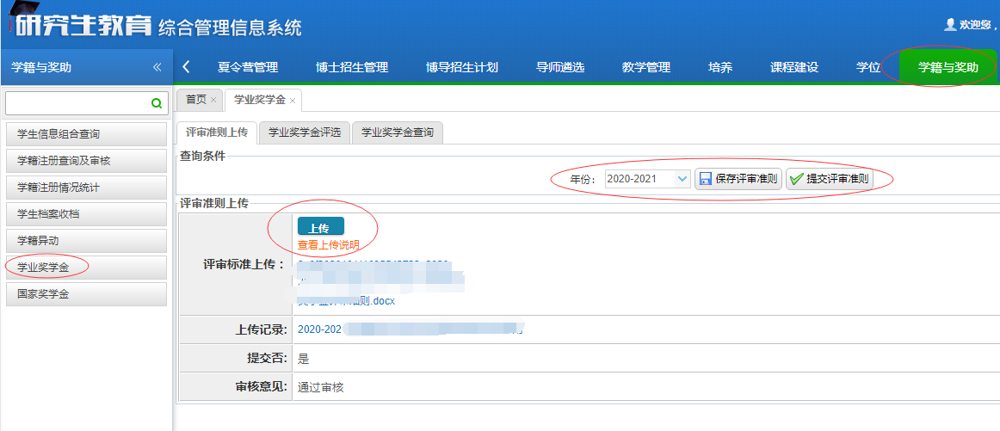 研究生教育 综合管理信息系统
欢迎您，
学籍与奖助
夏令营管理 博士招生管理 博导招生计划 导师遴选 教学管理 培养 课程建设 学位 学籍与奖助
首页 学业奖学金
学生信息组合查询
学籍注册查询及审核
学籍注册情况统计
学生档案收档
学籍异动
学业奖学金
国家奖学金
评审准则上传 学业奖学金评选 学业奖学金查询
查询条件
年份： 2020-2021 保存评审准则 提交评审准则
评审准则上传
评审标准上传：
上传
查看上传说明
则.docx
上传记录: 2020-202
提交否: 是
审核意见: 通过审核